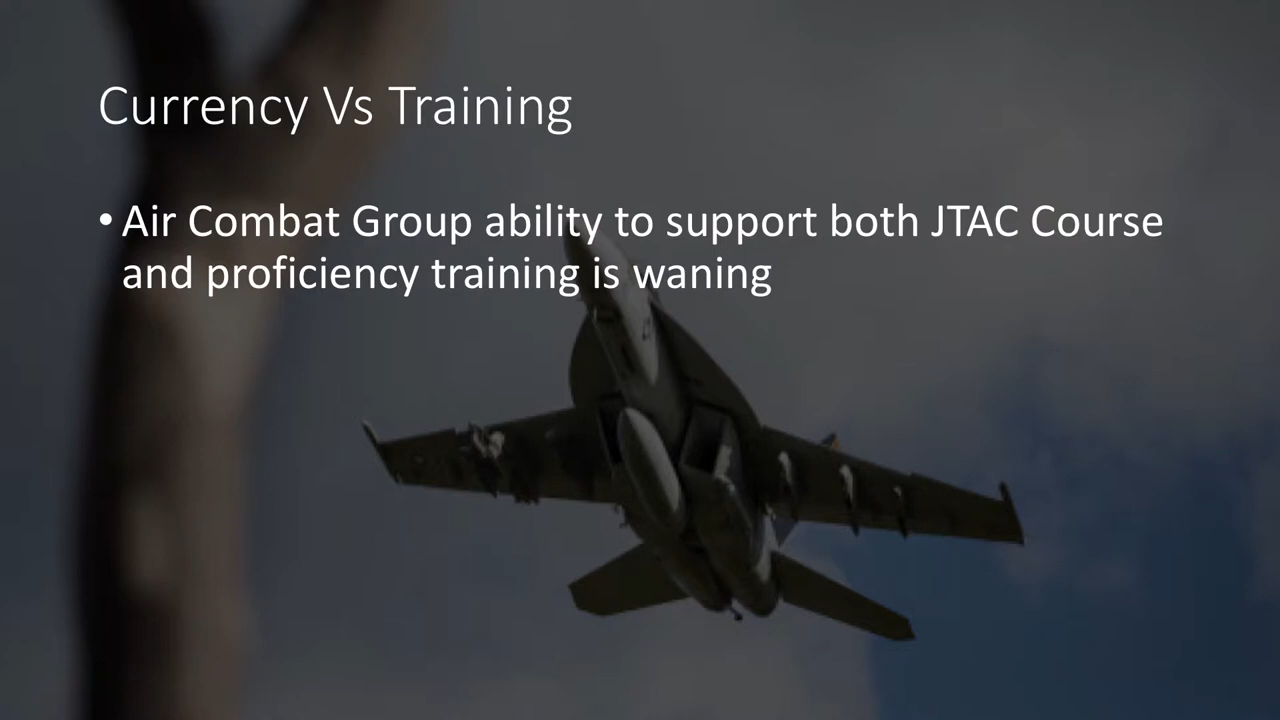 Currency Vs Training
• Air Combat Group ability to support both JTAC Course
and proficiency training is waning